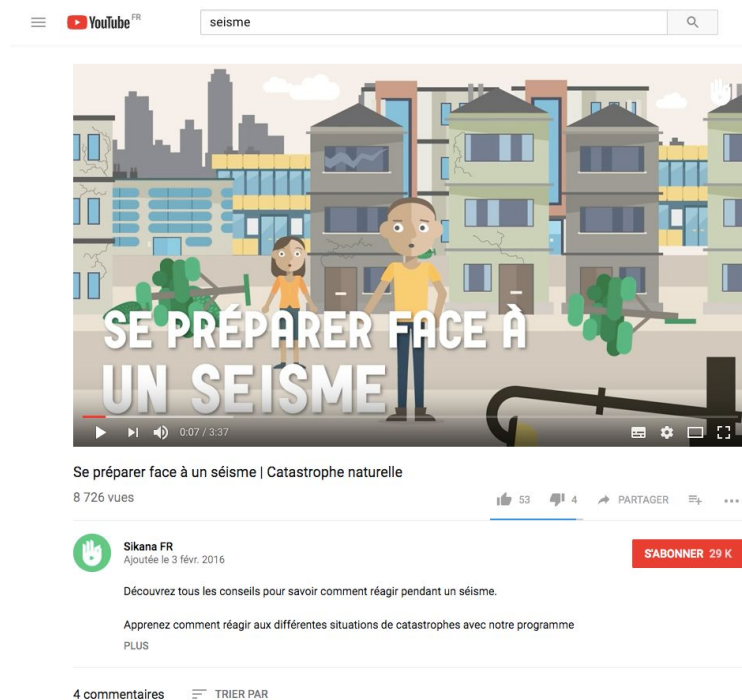 YouTube FR
seisme
SE PRÉPARER FACE À
UN SEISME
0:07 / 3:37
Se préparer face à un séisme | Catastrophe naturelle
8 726 vues
53 4 PARTAGER
Sikana FR
Ajoutée le 3 févr. 2016
S'ABONNER 29 K
Découvrez tous les conseils pour savoir comment réagir pendant un séisme.
Apprenez comment réagir aux différentes situations de catastrophes avec notre programme
PLUS
4 commentaires TRIER PAR